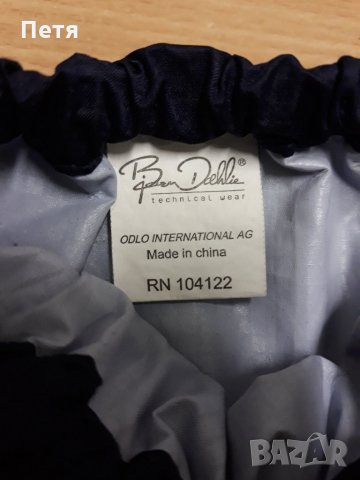 Петя
Bjørn Dæhlie®
technical wear
ODLO INTERNATIONAL AG
Made in china
RN 104122
BAZAR